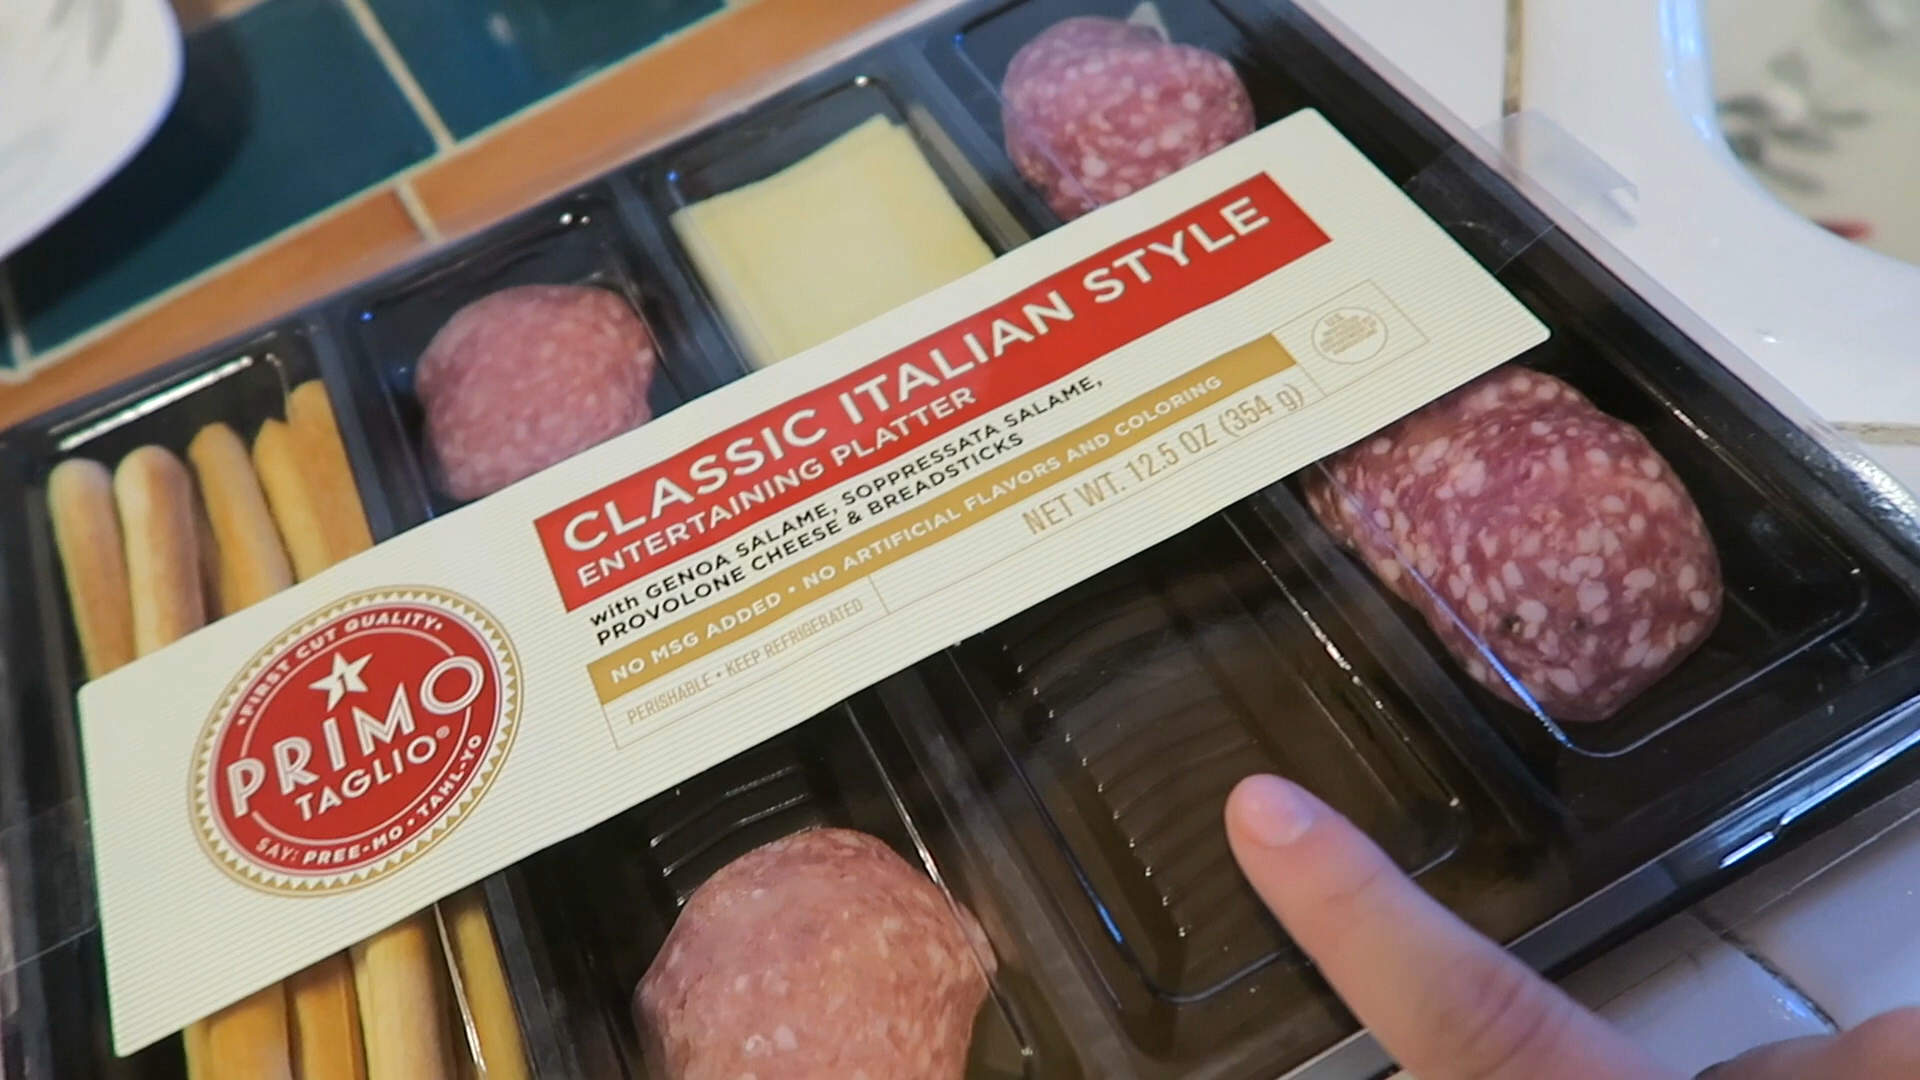 CLASSIC ITALIAN STYLE
ENTERTAINING PLATTER
with GENOA SALAME, SOPPRESSATA SALAME,
PROVOLONE CHEESE & BREADSTICKS
NO MSG ADDED • NO ARTIFICIAL FLAVORS AND COLORING
PERISHABLE • KEEP REFRIGERATED
NET WT. 12.5 OZ (354 g)
•FIRST CUT QUALITY•
1
PRIMO
TAGLIO®
SAY: PREE•MO • TAHL-YO